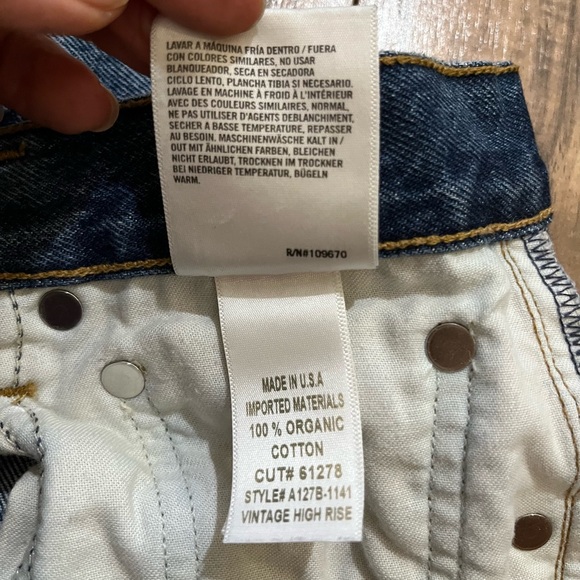 LAVAR A MÁQUINA FRÍA DENTRO / FUERA
CON COLORES SIMILARES, NO USAR
BLANQUEADOR, SECA EN SECADORA
CICLO LENTO, PLANCHA TIBIA SI NECESARIO.
LAVAGE EN MACHINE À FROID À L'INTÉRIEUR
AVEC DES COULEURS SIMILAIRES, NORMAL,
NE PAS UTILISER D'AGENTS DEBLANCHIMENT,
SECHER A BASSE TEMPERATURE, REPASSER
AU BESOIN. MASCHINENWÄSCHE KALT IN /
OUT MIT ÄHNLICHEN FARBEN, BLEICHEN
NICHT ERLAUBT, TROCKNEN IM TROCKNER
BEI NIEDRIGER TEMPERATUR, BÜGELN
WARM.
R/N#109670
MADE IN U.S.A
IMPORTED MATERIALS
100 % ORGANIC
COTTON
CUT# 61278
STYLE# A127B-1141
VINTAGE HIGH RISE